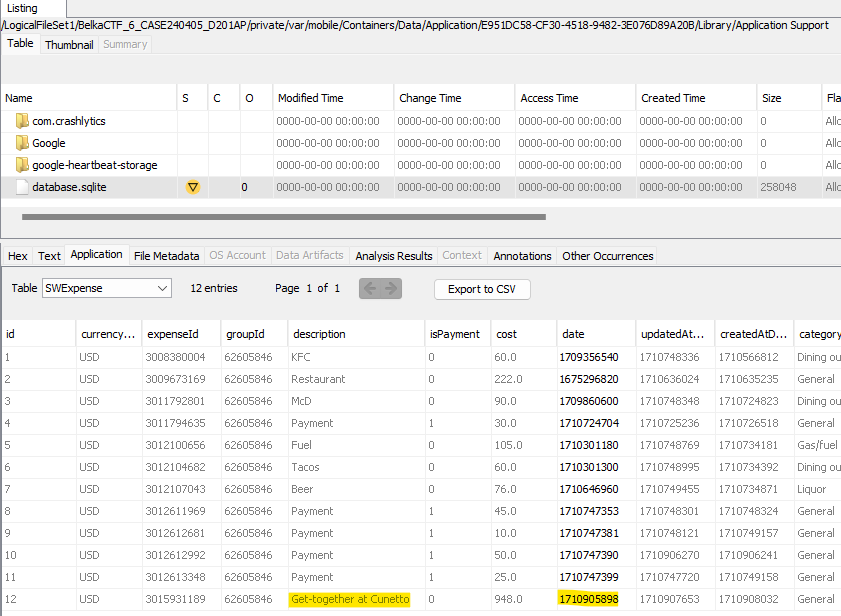 Listing
/LogicalFileSet1/BelkaCTF_6_CASE240405_D201AP/private/var/mobile/Containers/Data/Application/E951DC58-CF30-4518-9482-3E076D89A20B/Library/Application Support
Table Thumbnail Summary
Name S C O Modified Time Change Time Access Time Created Time Size Fla
com.crashlytics 0000-00-00 00:00:00 0000-00-00 00:00:00 0000-00-00 00:00:00 0000-00-00 00:00:00 0 Allo
Google 0000-00-00 00:00:00 0000-00-00 00:00:00 0000-00-00 00:00:00 0000-00-00 00:00:00 0 Allo
google-heartbeat-storage 0000-00-00 00:00:00 0000-00-00 00:00:00 0000-00-00 00:00:00 0000-00-00 00:00:00 0 Allo
database.sqlite 0 0000-00-00 00:00:00 0000-00-00 00:00:00 0000-00-00 00:00:00 0000-00-00 00:00:00 258048 Allo
Hex Text Application File Metadata OS Account Data Artifacts Analysis Results Context Annotations Other Occurrences
Table SWExpense 12 entries Page 1 of 1 Export to CSV
id currency... expenseId groupId description isPayment cost date updatedAt... createdAtD... category
1 USD 3008380004 62605846 KFC 0 60.0 1709356540 1710748336 1710566812 Dining ou
2 USD 3009673169 62605846 Restaurant 0 222.0 1675296820 1710636024 1710635235 General
3 USD 3011792801 62605846 McD 0 90.0 1709860600 1710748348 1710724823 Dining ou
4 USD 3011794635 62605846 Payment 1 30.0 1710724704 1710725236 1710726518 General
5 USD 3012100656 62605846 Fuel 0 105.0 1710301180 1710748769 1710734181 Gas/fuel
6 USD 3012104682 62605846 Tacos 0 60.0 1710301300 1710748995 1710734392 Dining ou
7 USD 3012107043 62605846 Beer 0 76.0 1710646960 1710749455 1710734871 Liquor
8 USD 3012611969 62605846 Payment 1 45.0 1710747353 1710748301 1710748324 General
9 USD 3012612681 62605846 Payment 1 10.0 1710747381 1710748121 1710749157 General
10 USD 3012612992 62605846 Payment 1 50.0 1710747390 1710906270 1710906241 General
11 USD 3012613348 62605846 Payment 1 25.0 1710747399 1710747720 1710749158 General
12 USD 3015931189 62605846 Get-together at Cunetto 0 948.0 1710905898 1710907653 1710908032 General